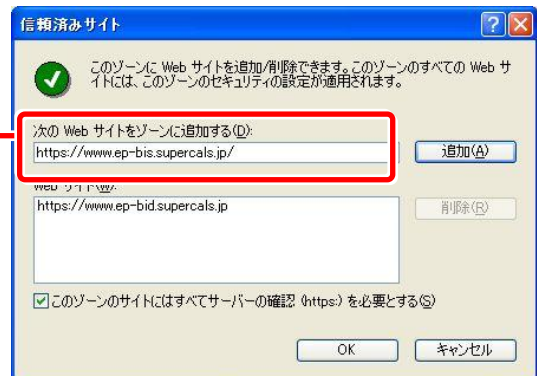 信頼済みサイト
このゾーンに Web サイトを追加/削除できます。このゾーンのすべての Web サ
イトには、このゾーンのセキュリティの設定が適用されます。
次の Web サイトをゾーンに追加する(D):
https://www.ep-bis.supercals.jp/
追加(A)
Web サイト(W):
https://www.ep-bid.supercals.jp
削除(R)
このゾーンのサイトにはすべてサーバーの確認 (https:) を必要とする(S)
OK
キャンセル